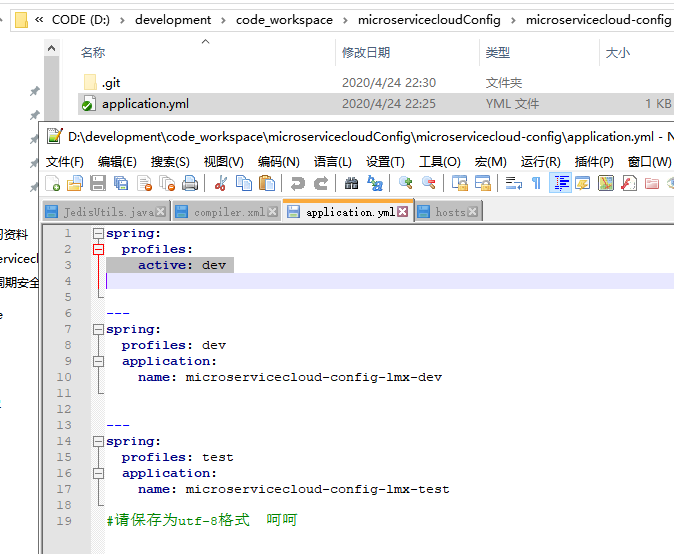 « CODE (D:) › development › code_workspace › microservicecloudConfig › microservicecloud-config
名称 修改日期 类型 大小
.git 2020/4/24 22:30 文件夹
application.yml 2020/4/24 22:25 YML 文件 1 KB
D:\development\code_workspace\microservicecloudConfig\microservicecloud-config\application.yml - N
文件(F) 编辑(E) 搜索(S) 视图(V) 编码(N) 语言(L) 设置(T) 工具(O) 宏(M) 运行(R) 插件(P) 窗口(W)
JedisUtils.java compiler.xml application.yml hosts
1 spring:
2 profiles:
3 active: dev
4
5
6 ---
7 spring:
8 profiles: dev
9 application:
10 name: microservicecloud-config-lmx-dev
11
12
13 ---
14 spring:
15 profiles: test
16 application:
17 name: microservicecloud-config-lmx-test
18
19 #请保存为utf-8格式 呵呵
资料
servicecl
周期安全